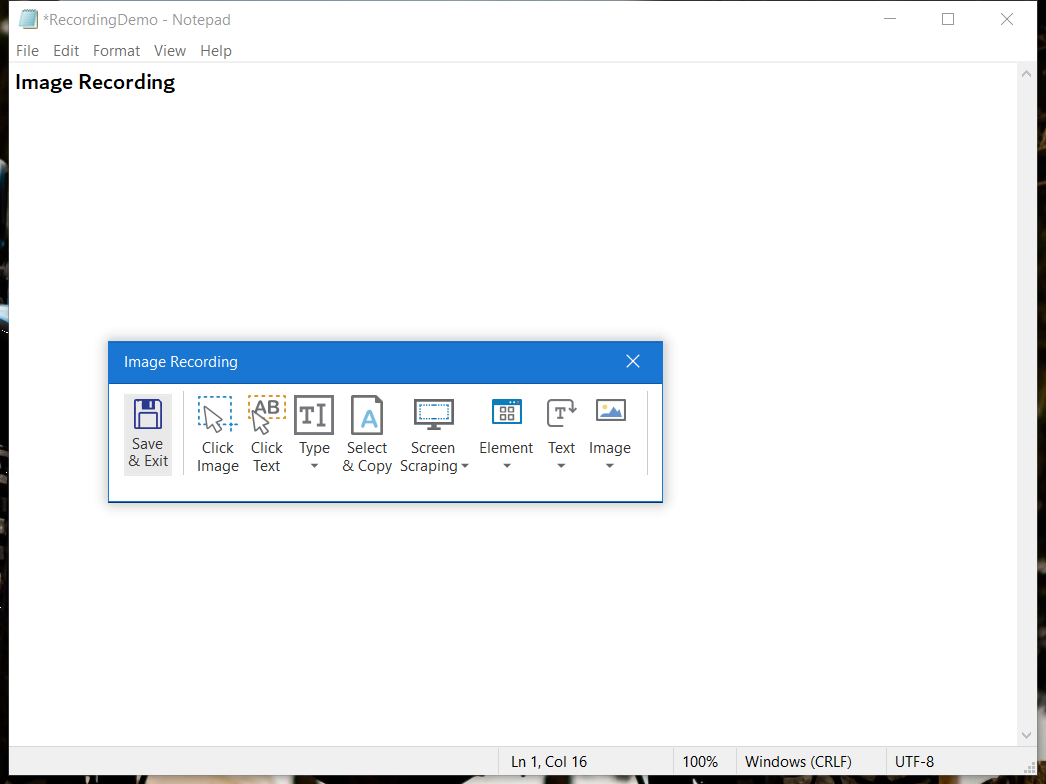 *RecordingDemo - Notepad
File Edit Format View Help
Image Recording
Image Recording
Save
& Exit
Click
Image
AB
Click
Text
TI
Type
A
Select
& Copy
Screen
Scraping
Element
T
Text
Image
Ln 1, Col 16 100% Windows (CRLF) UTF-8